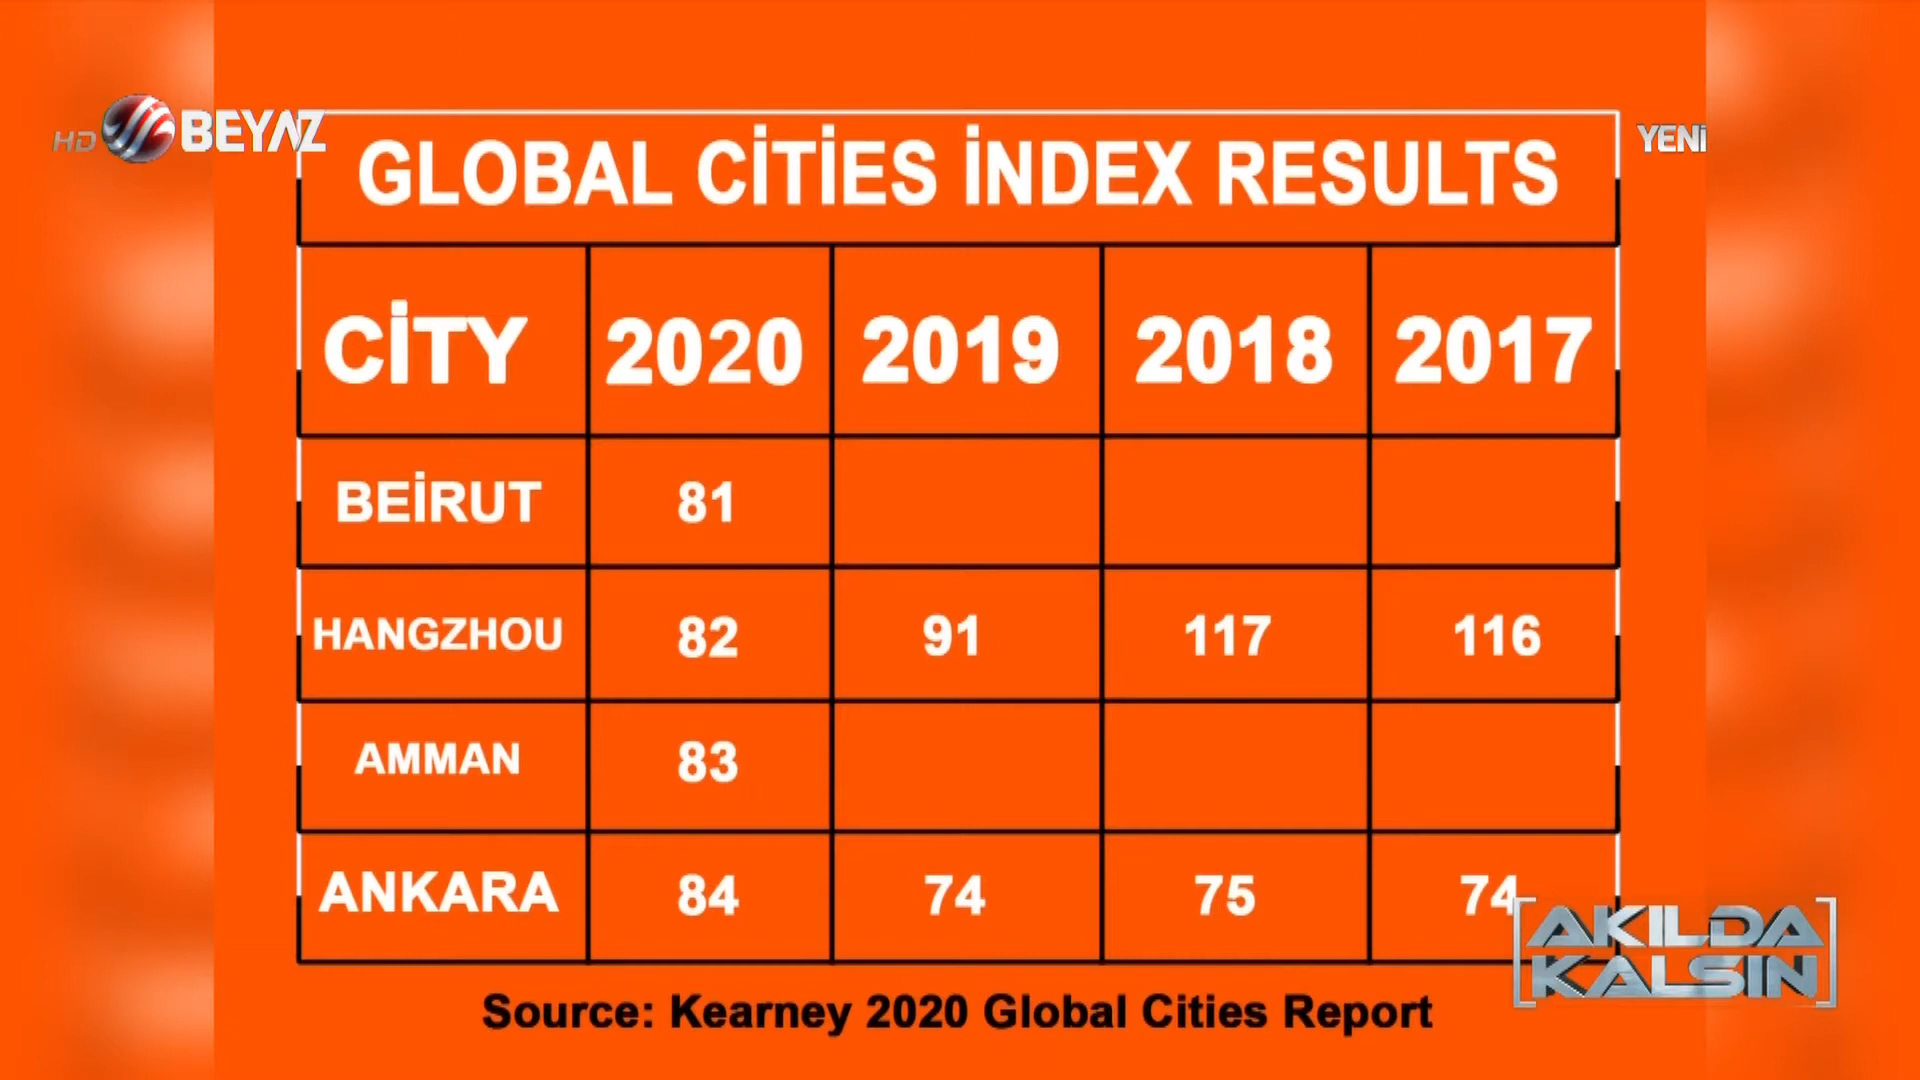 HD BEYAZ
YENİ
GLOBAL CİTİES İNDEX RESULTS
CİTY 2020 2019 2018 2017
BEİRUT 81
HANGZHOU 82 91 117 116
AMMAN 83
ANKARA 84 74 75 74
AKILDA
KALSIN
Source: Kearney 2020 Global Cities Report